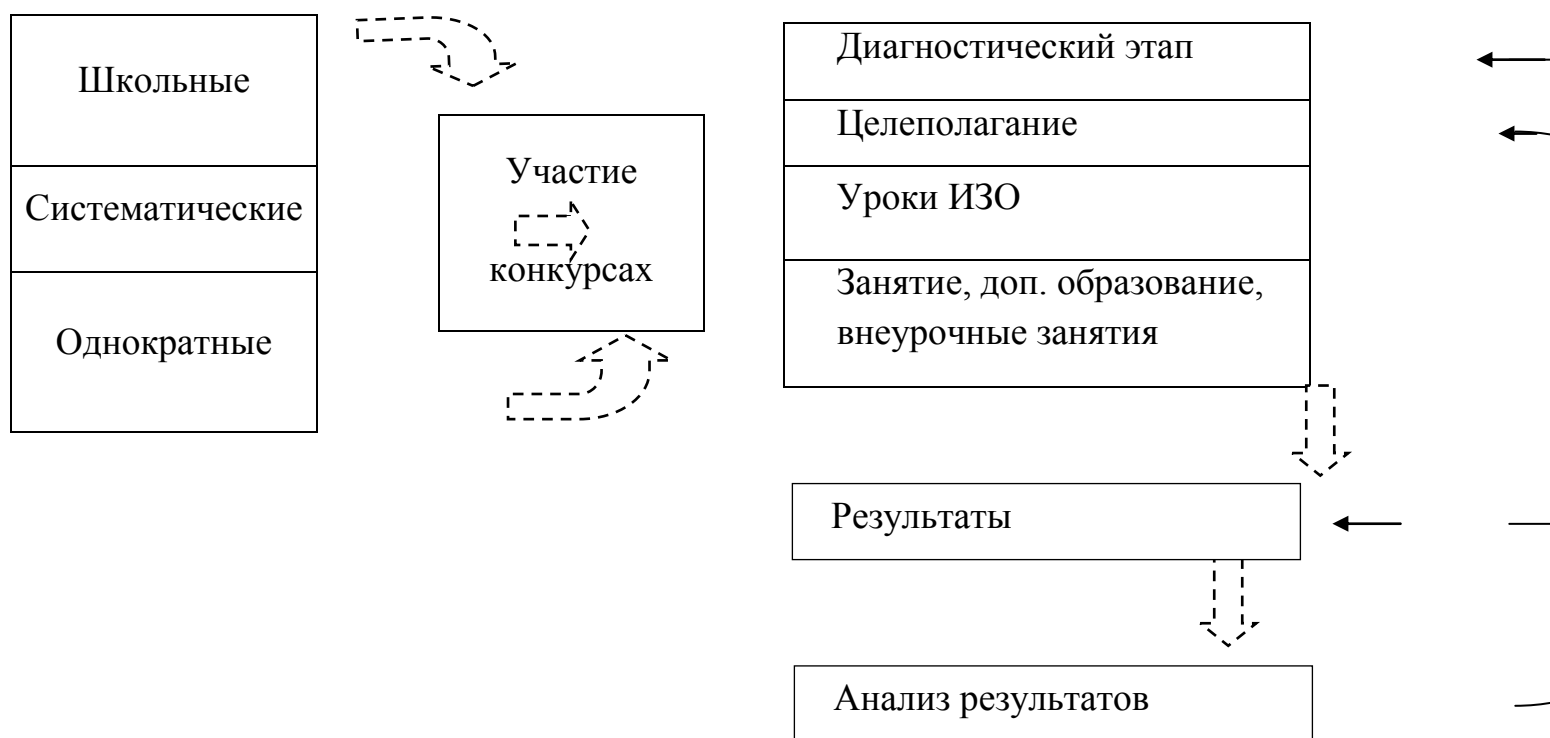 Школьные
Систематические
Однократные
Участие
конкурсах
Диагностический этап
Целеполагание
Уроки ИЗО
Занятие, доп. образование,
внеурочные занятия
Результаты
Анализ результатов